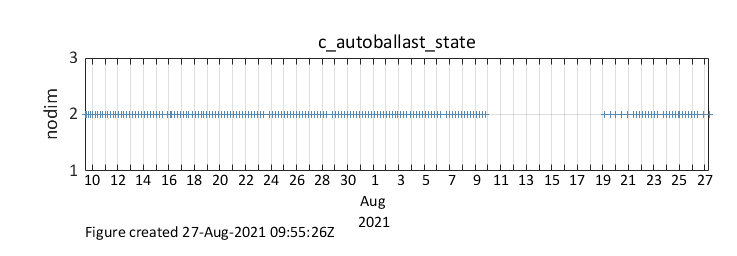 c_autoballast_state
3
2
1
nodim
10 12 14 16 18 20 22 24 26 28 30 1 3 5 7 9 11 13 15 17 19 21 23 25 27
Aug
2021
Figure created 27-Aug-2021 09:55:26Z